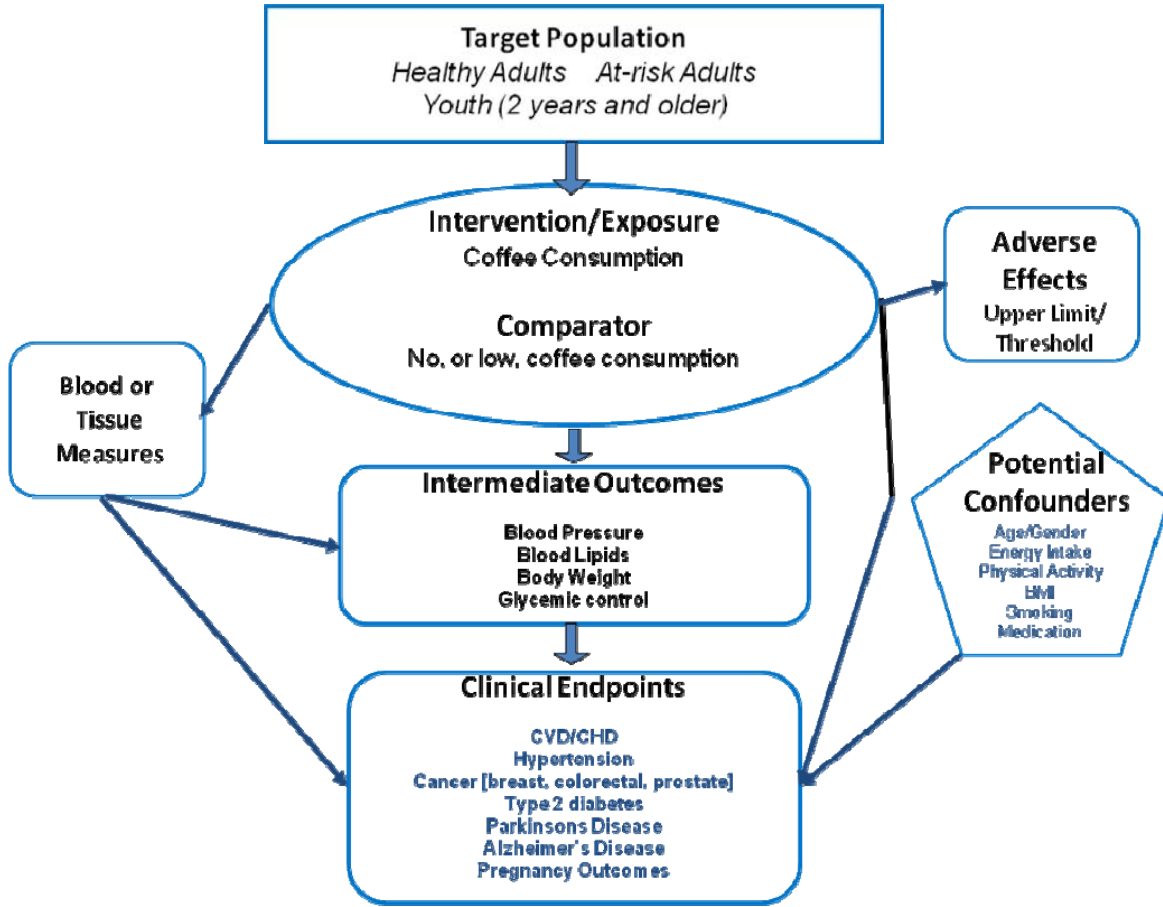 Target Population
Healthy Adults At-risk Adults
Youth (2 years and older)
Intervention/Exposure
Coffee Consumption
Comparator
No, or low, coffee consumption
Adverse
Effects
Upper Limit/
Threshold
Blood or
Tissue
Measures
Intermediate Outcomes
Blood Pressure
Blood Lipids
Body Weight
Glycemic control
Potential
Confounders
Age/Gender
Energy Intake
Physical Activity
BMI
Smoking
Medication
Clinical Endpoints
CVD/CHD
Hypertension
Cancer [breast, colorectal, prostate]
Type 2 diabetes
Parkinsons Disease
Alzheimer's Disease
Pregnancy Outcomes